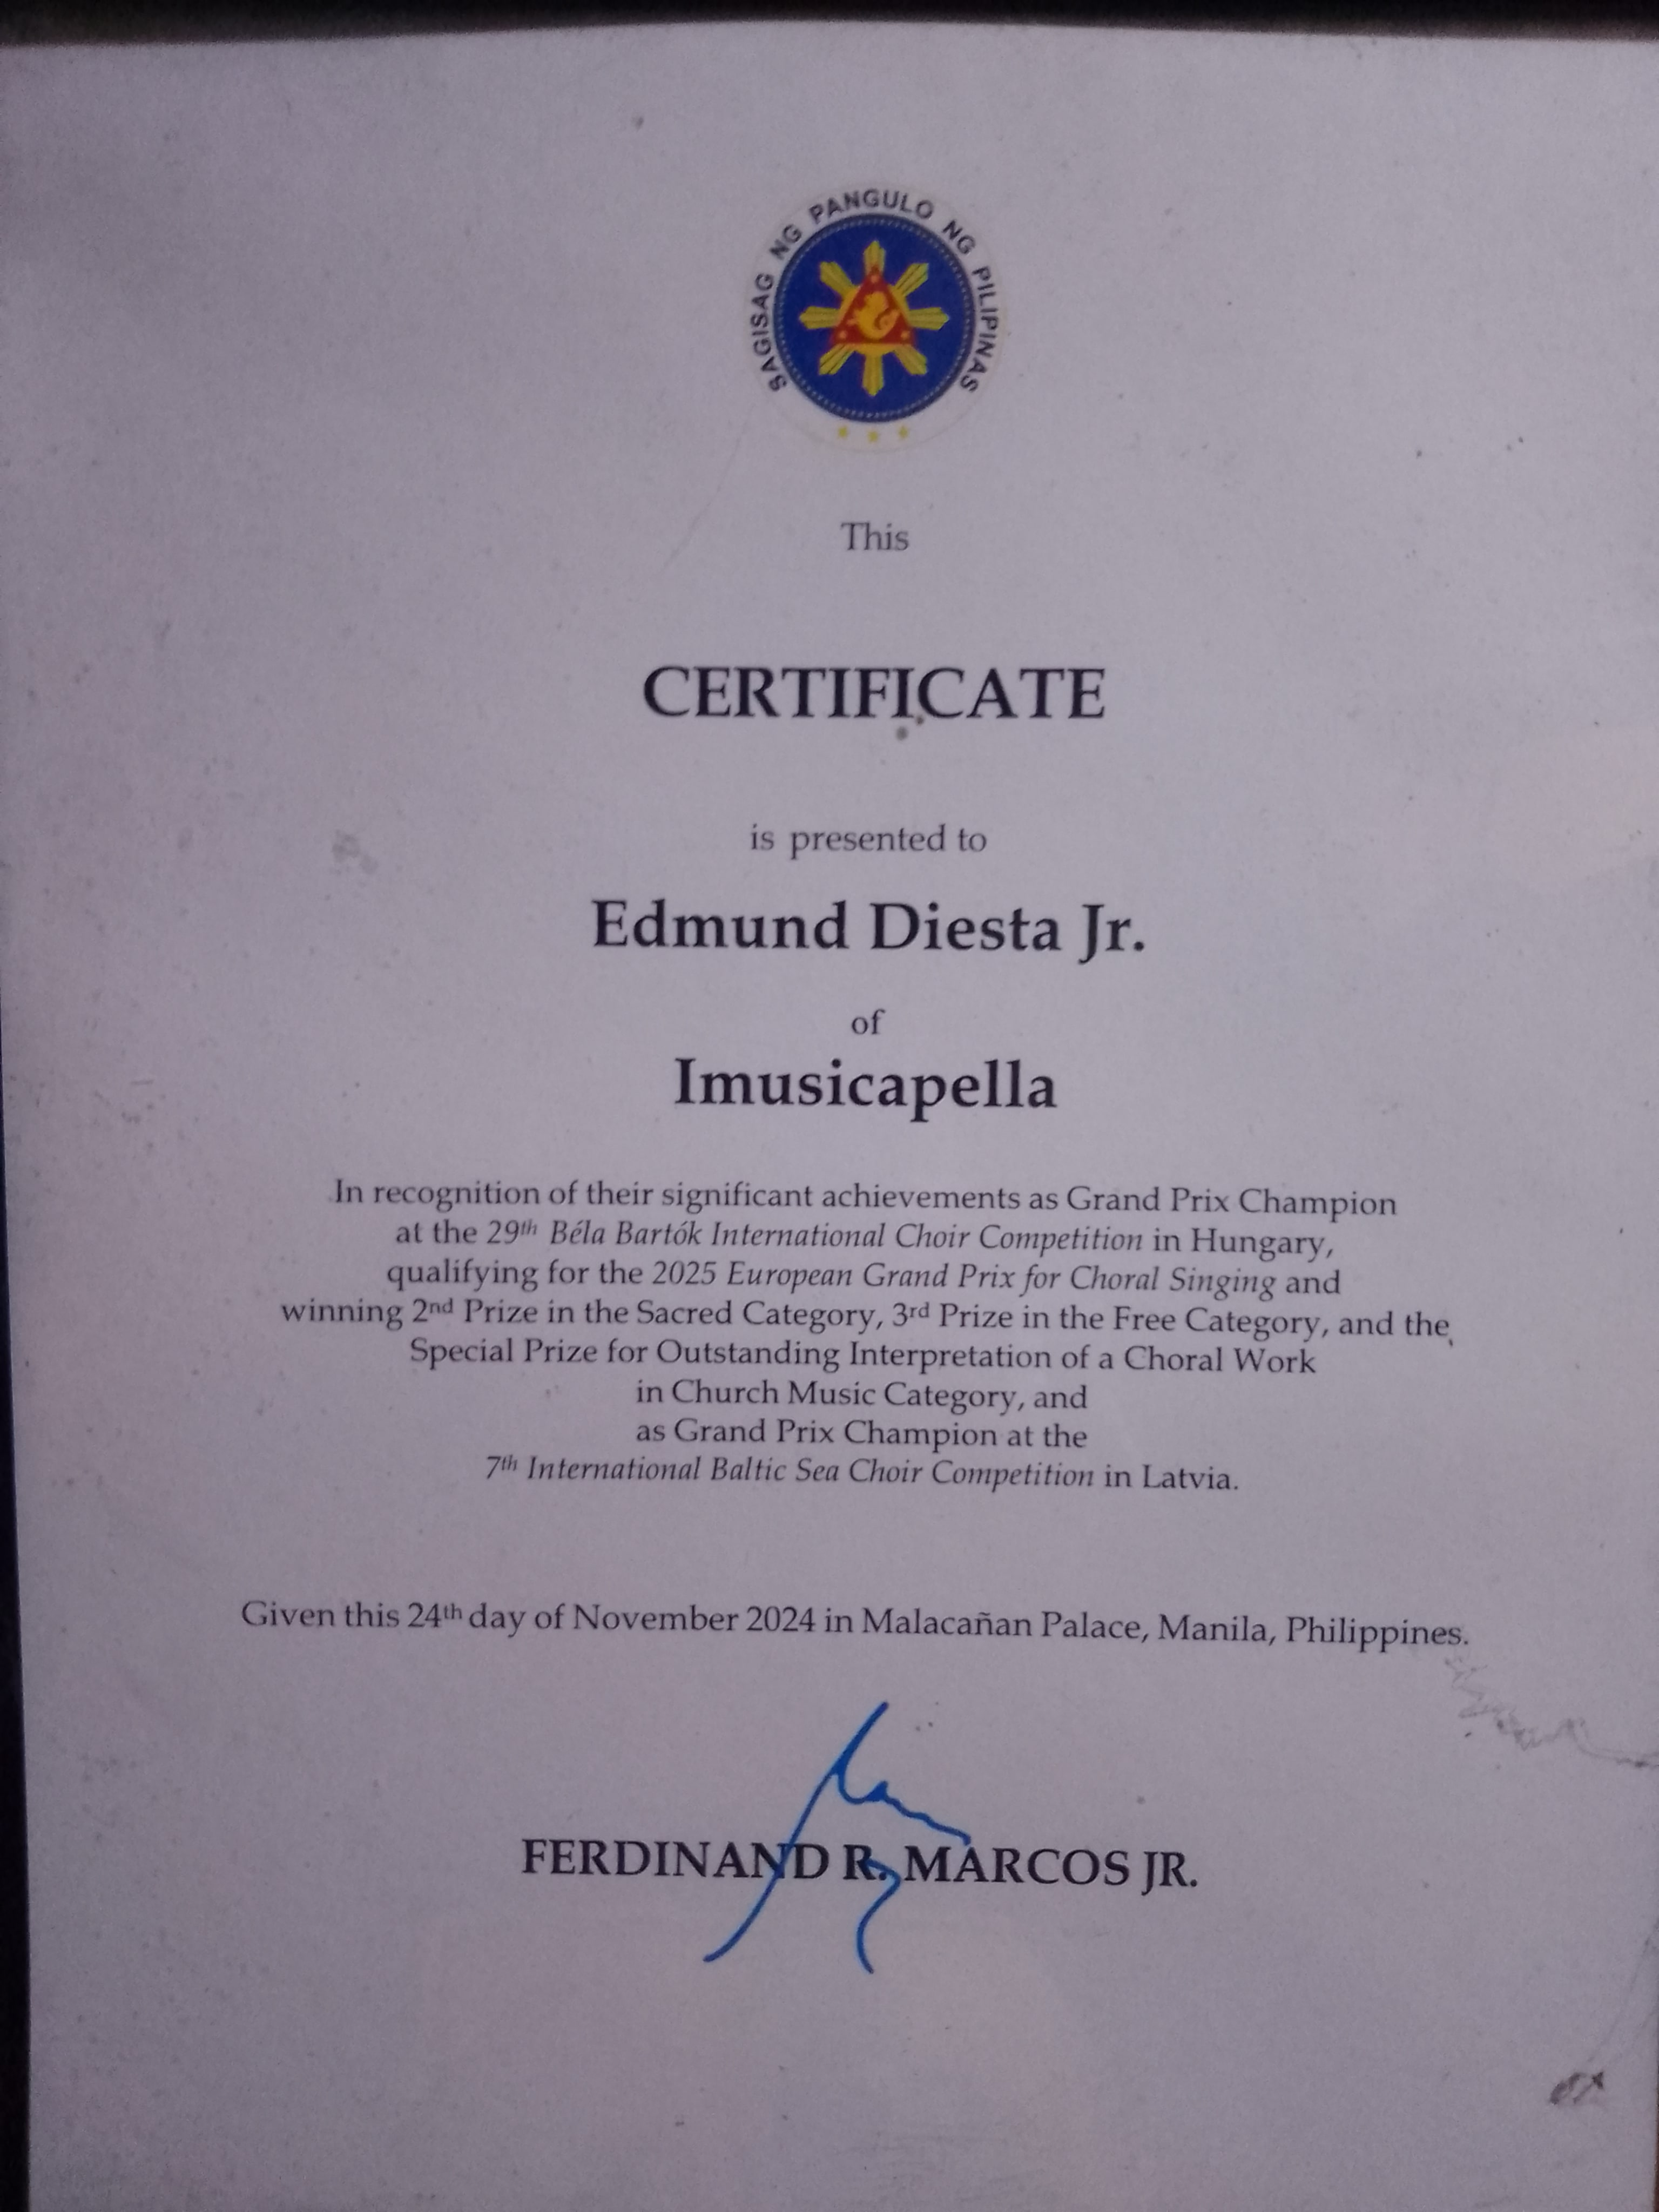 SAGISAG NG PANGULO NG PILIPINAS
This
CERTIFICATE
is presented to
Edmund Diesta Jr.
of
Imusicapella
In recognition of their significant achievements as Grand Prix Champion
at the 29th Béla Bartók International Choir Competition in Hungary,
qualifying for the 2025 European Grand Prix for Choral Singing and
winning 2nd Prize in the Sacred Category, 3rd Prize in the Free Category, and the
Special Prize for Outstanding Interpretation of a Choral Work
in Church Music Category, and
as Grand Prix Champion at the
7th International Baltic Sea Choir Competition in Latvia.
Given this 24th day of November 2024 in Malacañan Palace, Manila, Philippines.
FERDINAND R. MARCOS JR.